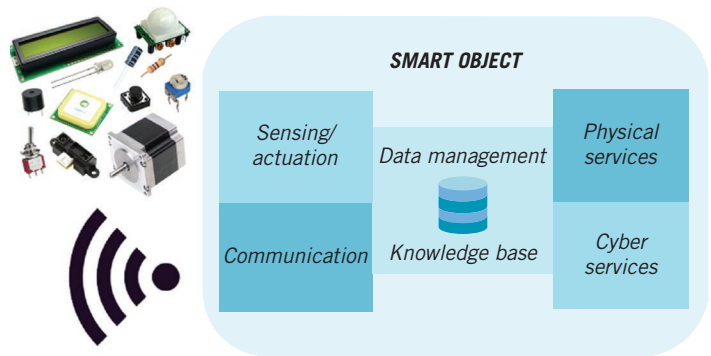 SMART OBJECT
Sensing/
actuation
Communication
Data management
Knowledge base
Physical
services
Cyber
services